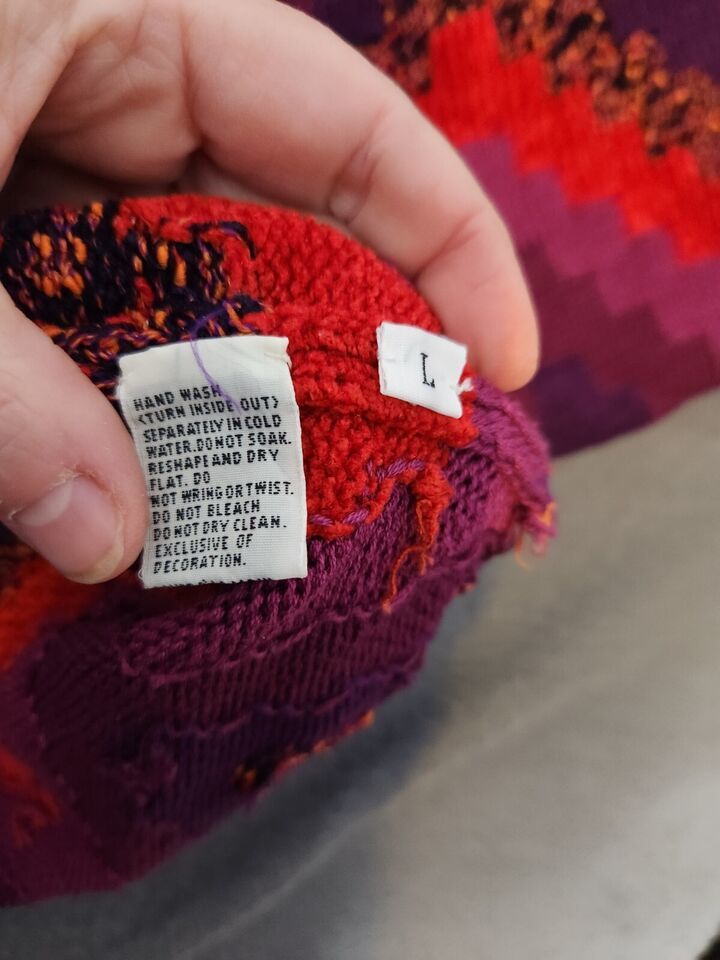 HAND WASH
<TURN INSIDE OUT>
SEPARATELY IN COLD
WATER.DO NOT SOAK.
RESHAPE AND DRY
FLAT. DO
NOT WRING OR TWIST.
DO NOT BLEACH
DO NOT DRY CLEAN.
EXCLUSIVE OF
DECORATION.
L